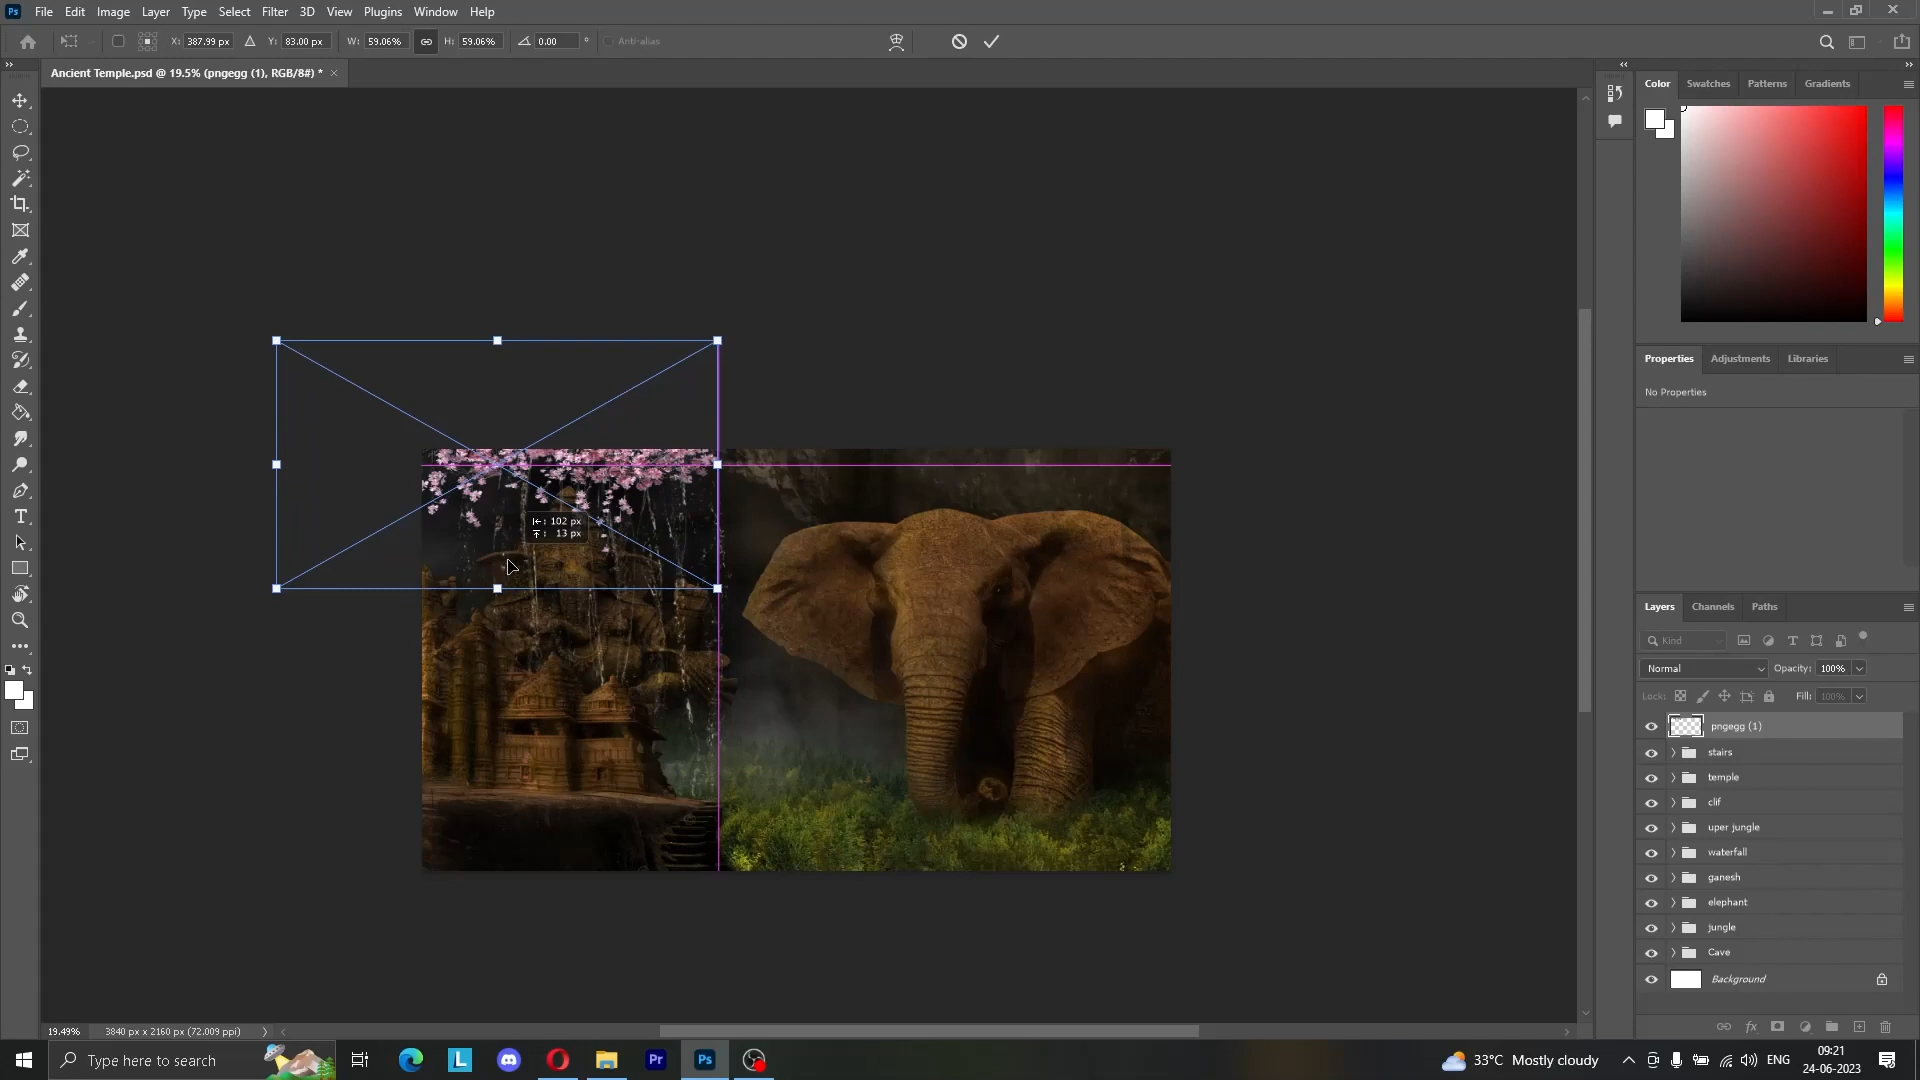 Ps File Edit Image Layer Type Select Filter 3D View Plugins Window Help
X: 387.99 px Y: 83.00 px W: 59.06% H: 59.06% 0.00 ° Anti-alias
Ancient Temple.psd @ 19.5% (pngegg (1), RGB/8#) * ×
Color Swatches Patterns Gradients
Properties Adjustments Libraries
No Properties
: 102 px
: 13 px
Layers Channels Paths
Kind
Normal Opacity: 100%
Lock: Fill: 100%
pngegg (1)
stairs
temple
clif
uper jungle
waterfall
ganesh
elephant
jungle
Cave
Background
19.49% 3840 px x 2160 px (72.009 ppi)
Type here to search L Pr Ps 33°C Mostly cloudy ENG 09:21
24-06-2023